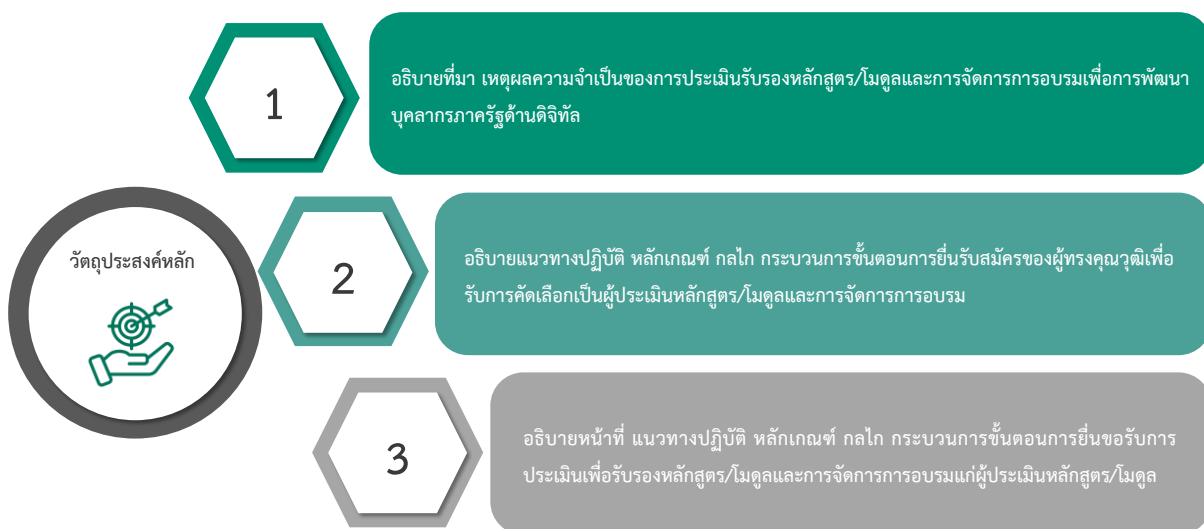 1
อธิบายที่มา เหตุผลความจำเป็นของการประเมินรับรองหลักสูตร/โมดูลและการจัดการการอบรมเพื่อการพัฒนา
บุคลากรภาครัฐด้านดิจิทัล
วัตถุประสงค์หลัก
2
อธิบายแนวทางปฏิบัติ หลักเกณฑ์ กลไก กระบวนการขั้นตอนการยื่นรับสมัครของผู้ทรงคุณวุฒิเพื่อ
รับการคัดเลือกเป็นผู้ประเมินหลักสูตร/โมดูลและการจัดการการอบรม
3
อธิบายหน้าที่ แนวทางปฏิบัติ หลักเกณฑ์ กลไก กระบวนการขั้นตอนการยื่นขอรับการ
ประเมินเพื่อรับรองหลักสูตร/โมดูลและการจัดการการอบรมแก่ผู้ประเมินหลักสูตร/โมดูล